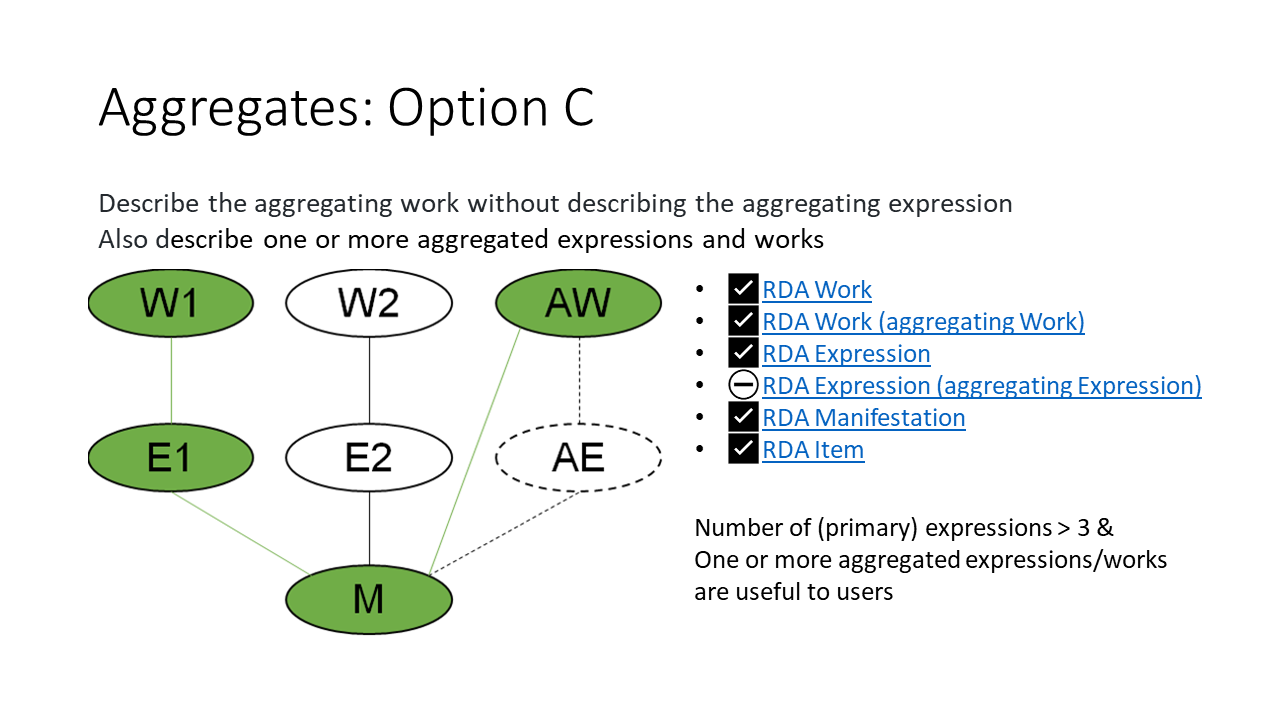 Aggregates: Option C
Describe the aggregating work without describing the aggregating expression
Also describe one or more aggregated expressions and works
W1
W2
AW
E1
E2
AE
M
• RDA Work
• RDA Work (aggregating Work)
• RDA Expression
• RDA Expression (aggregating Expression)
• RDA Manifestation
• RDA Item
Number of (primary) expressions > 3 &
One or more aggregated expressions/works
are useful to users